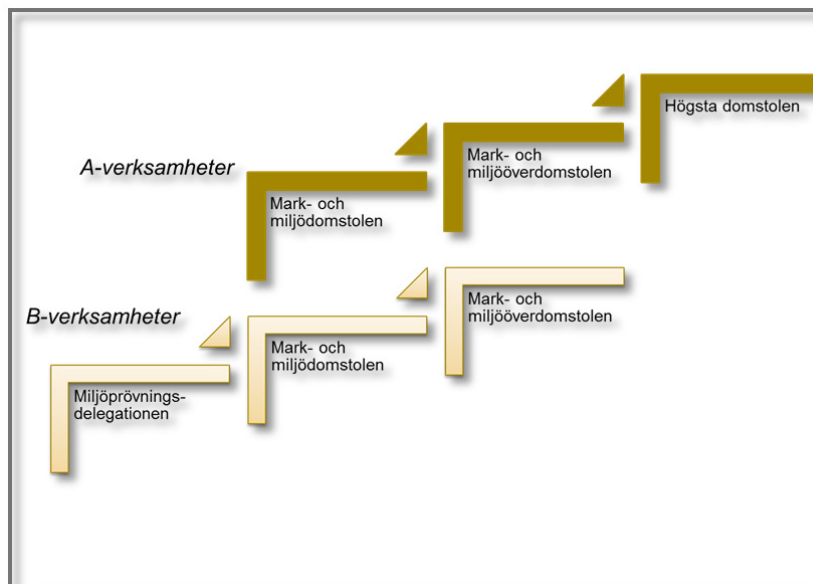 A-verksamheter
Mark- och
miljödomstolen
Mark- och
miljööverdomstolen
Högsta domstolen
B-verksamheter
Miljöprövnings-
delegationen
Mark- och
miljödomstolen
Mark- och
miljööverdomstolen